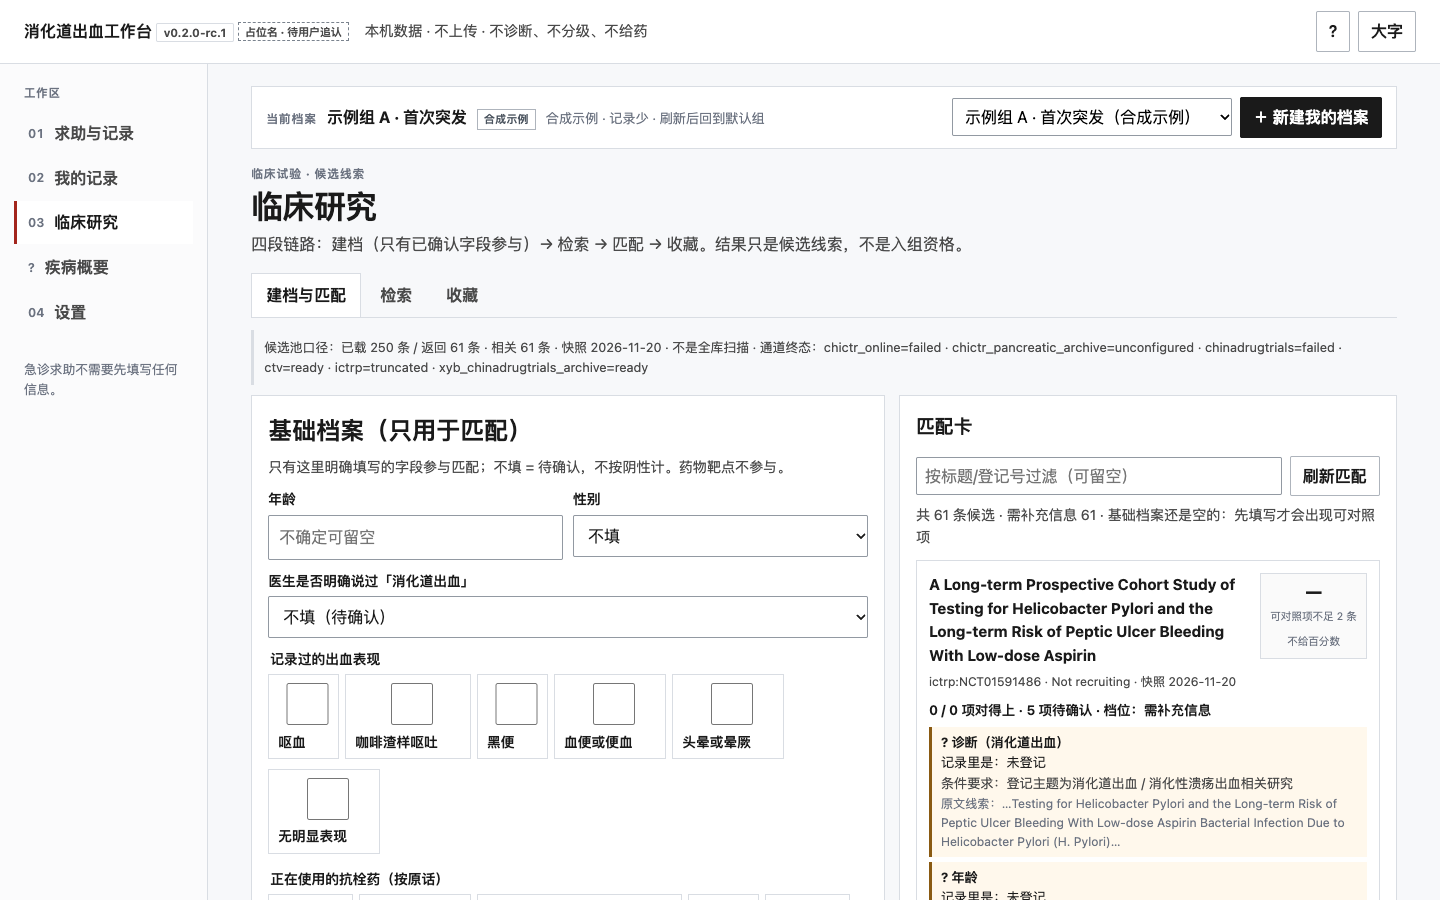 消化道出血工作台 v0.2.0-rc.1 占位名 · 待用户追认 本机数据 · 不上传 · 不诊断、不分级、不给药 ? 大字
工作区
01 求助与记录
02 我的记录
03 临床研究
? 疾病概要
04 设置
急诊求助不需要先填写任何
信息。
当前档案 示例组 A · 首次突发 合成示例 合成示例 · 记录少 · 刷新后回到默认组 示例组 A · 首次突发（合成示例） + 新建我的档案
临床试验 · 候选线索
临床研究
四段链路：建档（只有已确认字段参与）→ 检索 → 匹配 → 收藏。结果只是候选线索，不是入组资格。
建档与匹配 检索 收藏
候选池口径：已载 250 条 / 返回 61 条 · 相关 61 条 · 快照 2026-11-20 · 不是全库扫描 · 通道终态：chictr_online=failed · chictr_pancreatic_archive=unconfigured · chinadrugtrials=failed ·
ctv=ready · ictrp=truncated · xyb_chinadrugtrials_archive=ready
基础档案（只用于匹配）
只有这里明确填写的字段参与匹配；不填 = 待确认，不按阴性计。药物靶点不参与。
年龄 性别
不确定可留空 不填
医生是否明确说过「消化道出血」
不填（待确认）
记录过的出血表现
呕血 咖啡渣样呕吐 黑便 血便或便血 头晕或晕厥
无明显表现
正在使用的抗栓药（按原话）
匹配卡
按标题/登记号过滤（可留空） 刷新匹配
共 61 条候选 · 需补充信息 61 · 基础档案还是空的：先填写才会出现可对照
项
A Long-term Prospective Cohort Study of
Testing for Helicobacter Pylori and the
Long-term Risk of Peptic Ulcer Bleeding
With Low-dose Aspirin
—
可对照项不足 2 条
不给百分数
ictrp:NCT01591486 · Not recruiting · 快照 2026-11-20
0 / 0 项对得上 · 5 项待确认 · 档位：需补充信息
? 诊断（消化道出血）
记录里是：未登记
条件要求：登记主题为消化道出血 / 消化性溃疡出血相关研究
原文线索：...Testing for Helicobacter Pylori and the Long-term Risk of
Peptic Ulcer Bleeding With Low-dose Aspirin Bacterial Infection Due to
Helicobacter Pylori (H. Pylori)...
? 年龄
记录里是：未登记